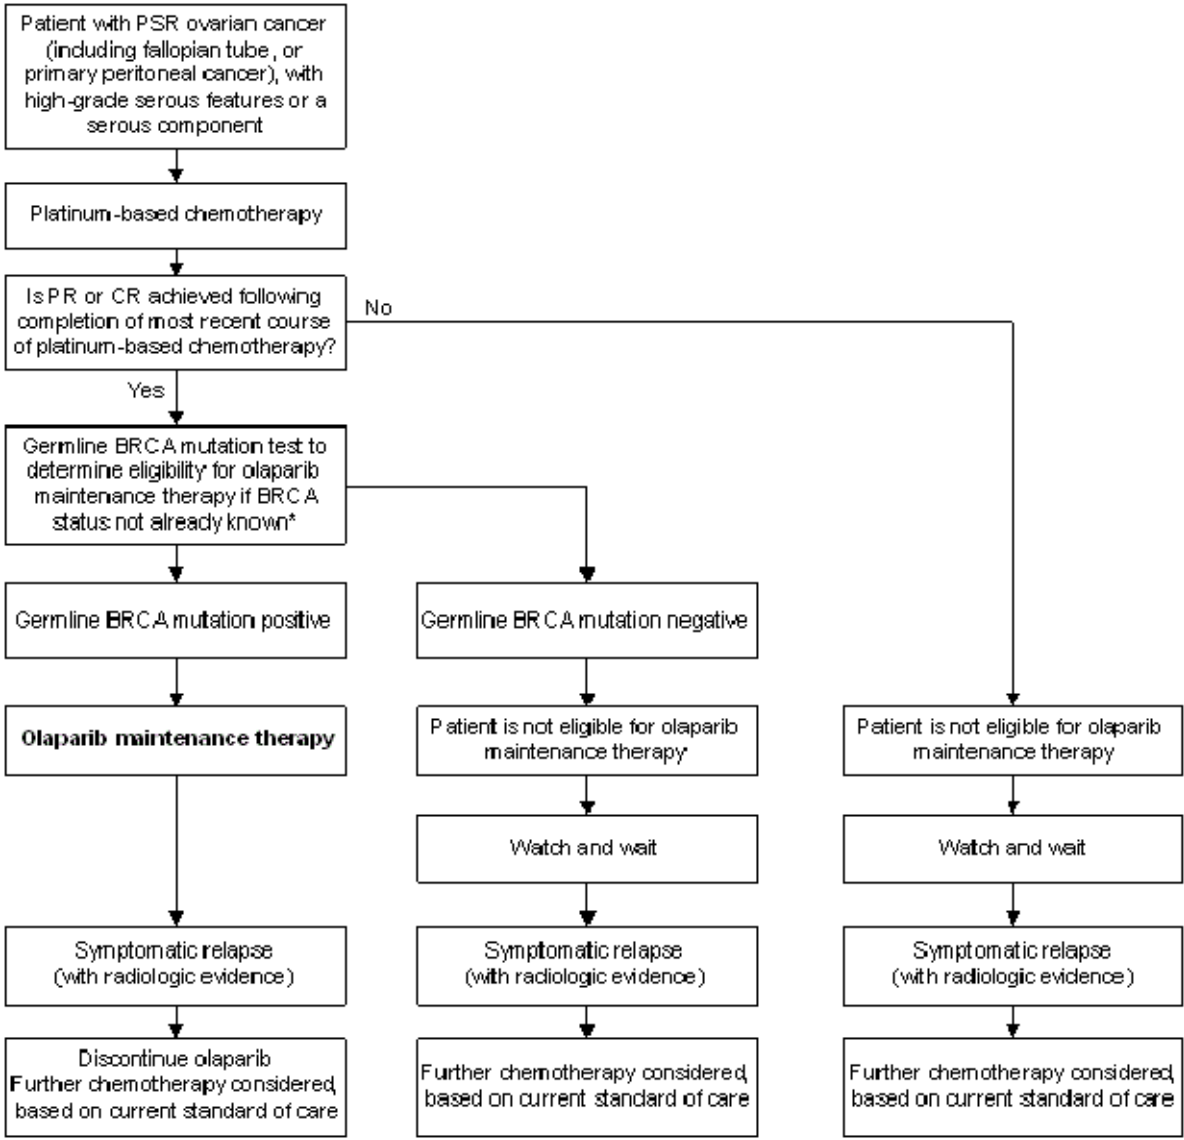 Patient with PSR ovarian cancer
(including fallopian tube, or
primary peritoneal cancer), with
high-grade serous features or a
serous component
Platinum-based chemotherapy
Is PR or CR achieved following
completion of most recent course
of platinum-based chemotherapy?
No
Yes
Germline BRCA mutation test to
determine eligibility for olaparib
maintenance therapy if BRCA
status not already known*
Germline BRCA mutation positive
Germline BRCA mutation negative
Olaparib maintenance therapy
Patient is not eligible for olaparib
maintenance therapy
Patient is not eligible for olaparib
maintenance therapy
Watch and wait
Watch and wait
Symptomatic relapse
(with radiologic evidence)
Symptomatic relapse
(with radiologic evidence)
Symptomatic relapse
(with radiologic evidence)
Discontinue olaparib
Further chemotherapy considered,
based on current standard of care
Further chemotherapy considered,
based on current standard of care
Further chemotherapy considered,
based on current standard of care